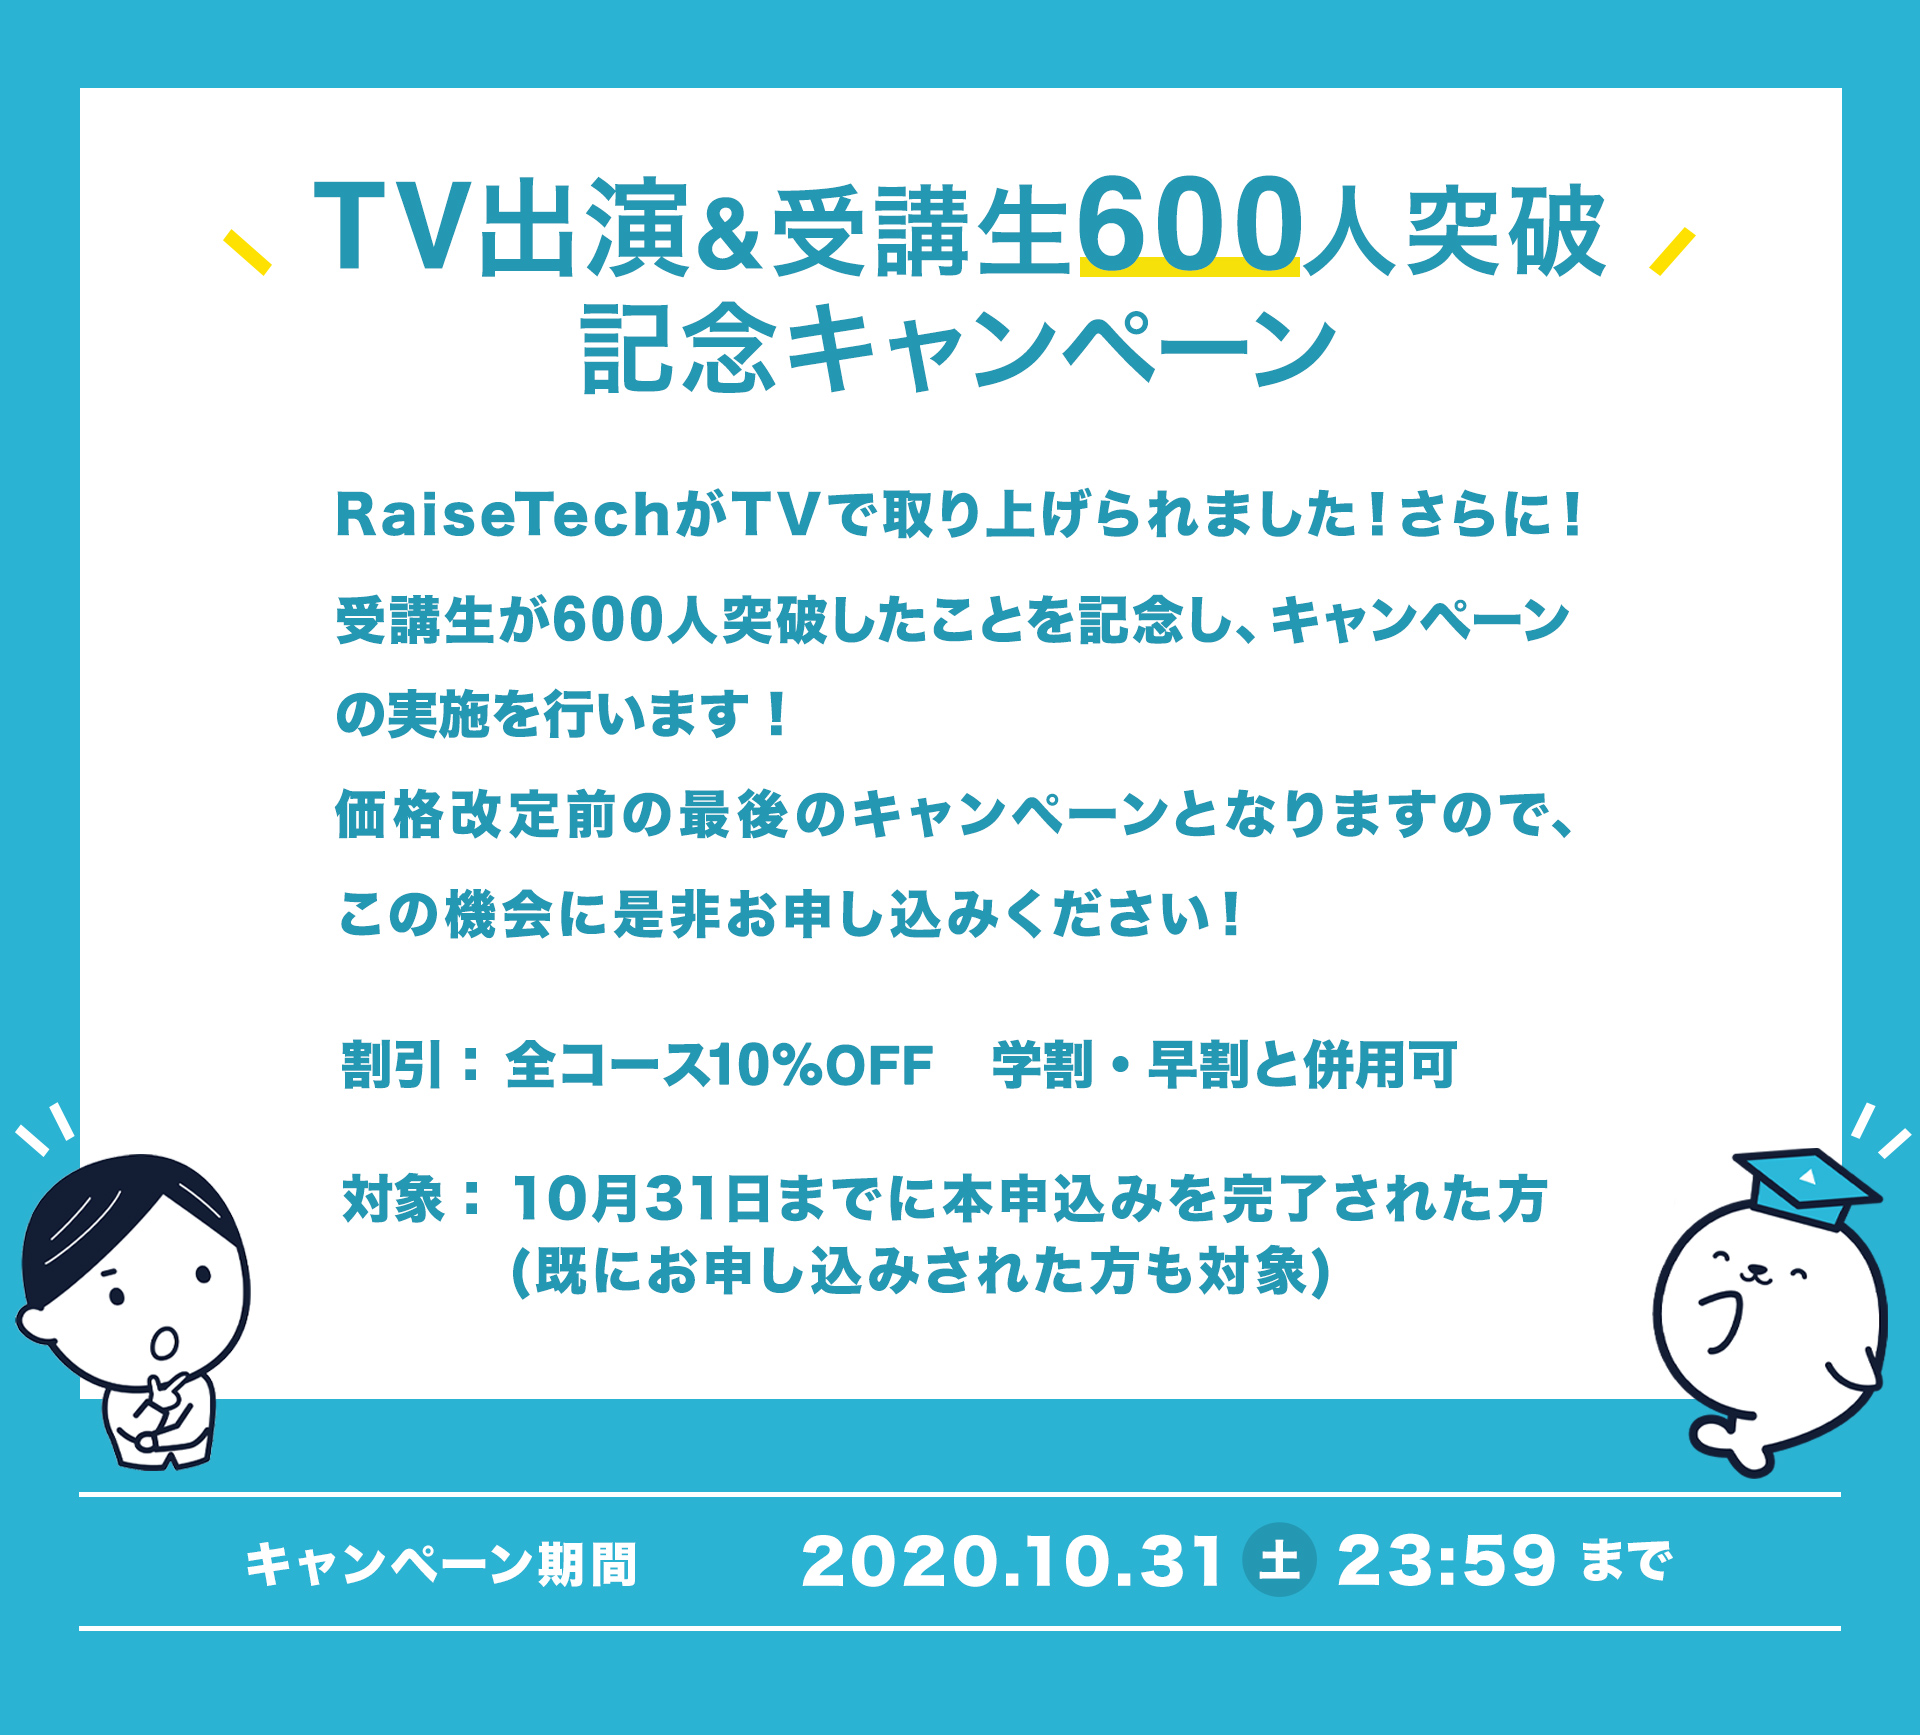 TV出演&受講生600人突破
記念キャンペーン
RaiseTechがTVで取り上げられました！さらに！
受講生が600人突破したことを記念し、キャンペーン
の実施を行います！
価格改定前の最後のキャンペーンとなりますので、
この機会に是非お申し込みください！
割引： 全コース10%OFF　学割・早割と併用可
対象： 10月31日までに本申込みを完了された方
(既にお申し込みされた方も対象)
キャンペーン期間　2020.10.31 土 23:59 まで